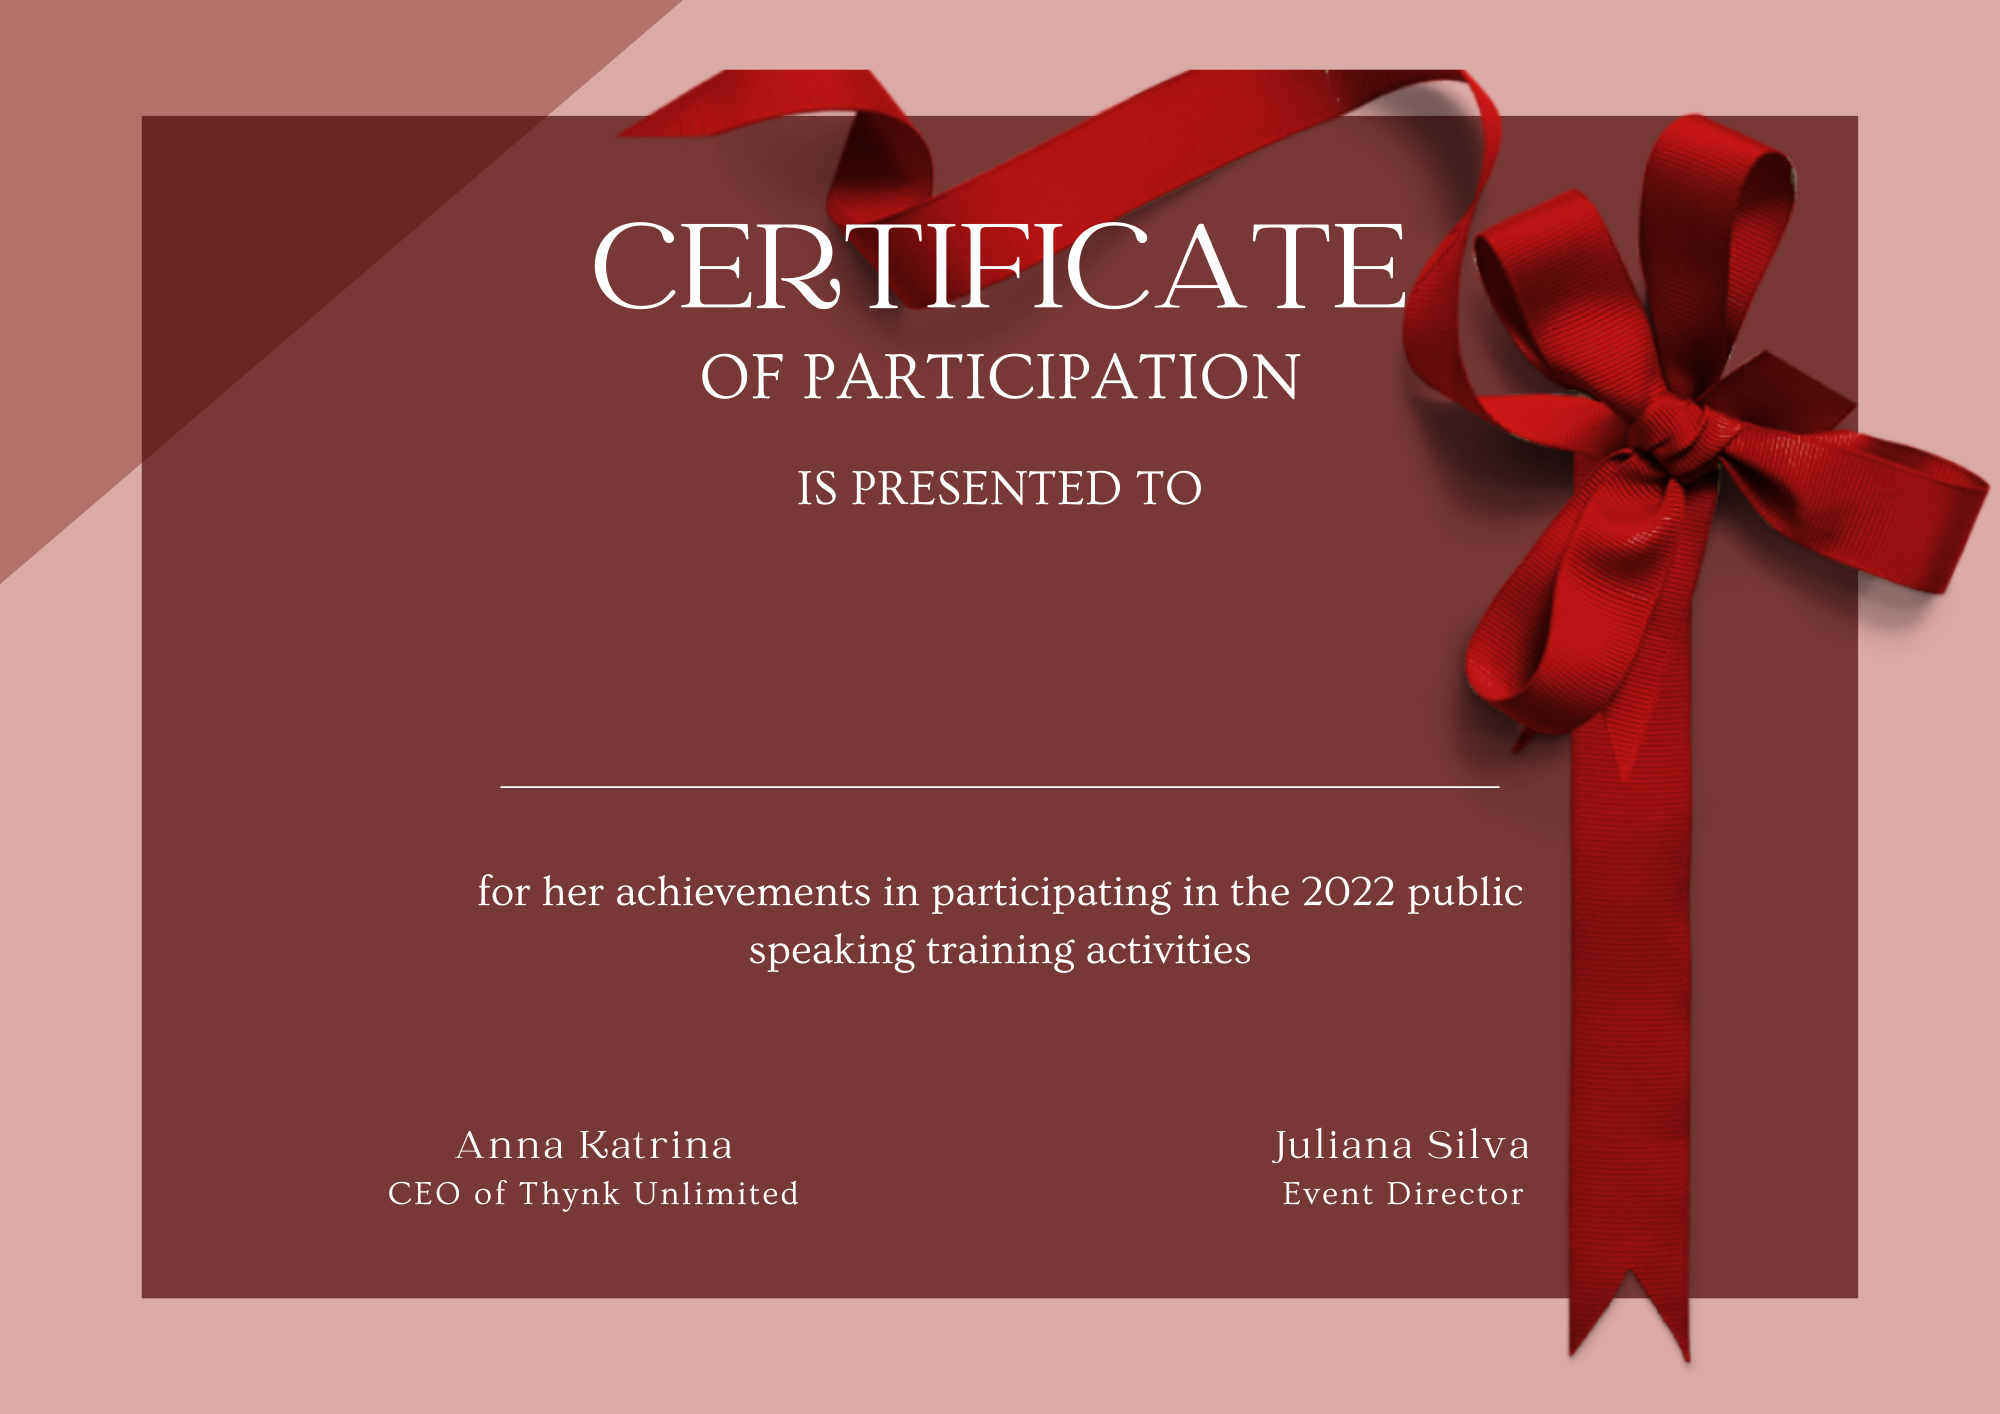 CERTIFICATE
OF PARTICIPATION
IS PRESENTED TO
for her achievements in participating in the 2022 public
speaking training activities
Anna Katrina
CEO of Thynk Unlimited
Juliana Silva
Event Director